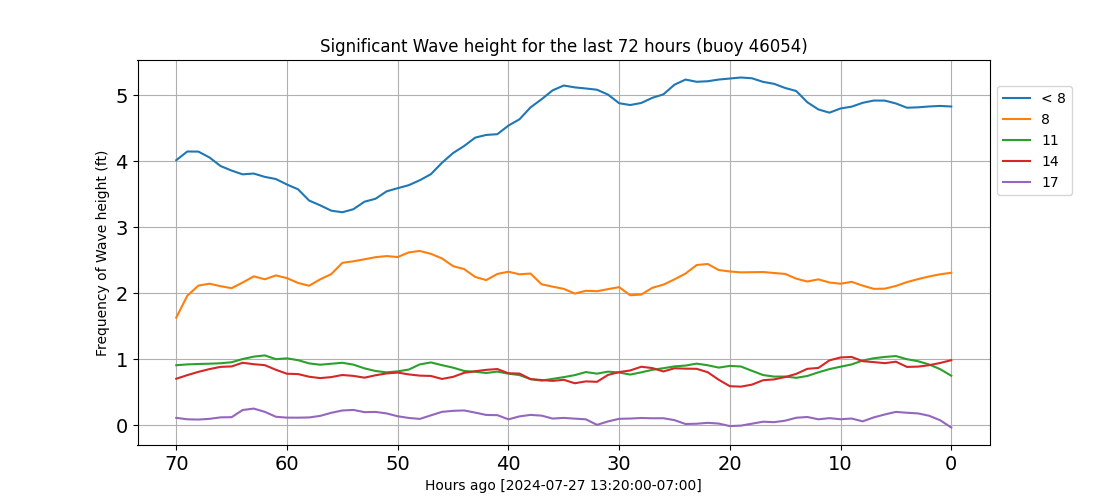 Significant Wave height for the last 72 hours (buoy 46054)
Frequency of Wave height (ft)
5
4
3
2
1
0
70 60 50 40 30 20 10 0
Hours ago [2024-07-27 13:20:00-07:00]
< 8
8
11
14
17